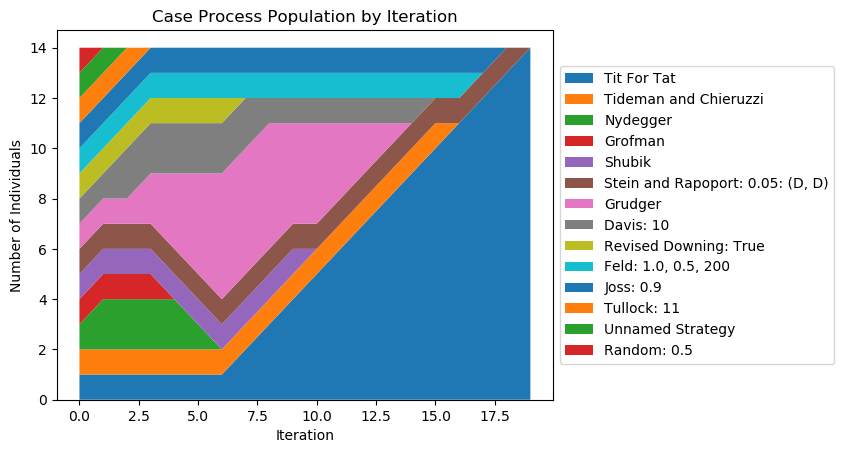 Case Process Population by Iteration
Number of Individuals
14
12
10
8
6
4
2
0
0.0 2.5 5.0 7.5 10.0 12.5 15.0 17.5
Iteration
Tit For Tat
Tideman and Chieruzzi
Nydegger
Grofman
Shubik
Stein and Rapoport: 0.05: (D, D)
Grudger
Davis: 10
Revised Downing: True
Feld: 1.0, 0.5, 200
Joss: 0.9
Tullock: 11
Unnamed Strategy
Random: 0.5